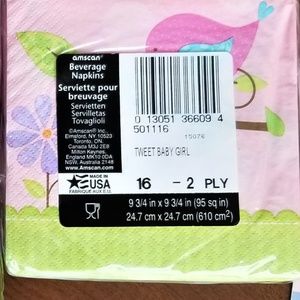 amscan®
Beverage
Napkins
Serviette pour
breuvage
Servietten
Servilletas
Tovaglioli
©Amscan® Inc.
Elmsford, NY 10523
Toronto, ON.
Canada M3J 2E8
Milton Keynes,
England MK10 0DA
NSW, Australia 2148
www.Amscan.com
MADE IN
USA
FABRIQUÉ AUX É.U.
0 13051 36609 4
501116
15076
TWEET BABY GIRL
16 - 2 PLY
9 3/4 in x 9 3/4 in (95 sq in)
24.7 cm x 24.7 cm (610 cm²)